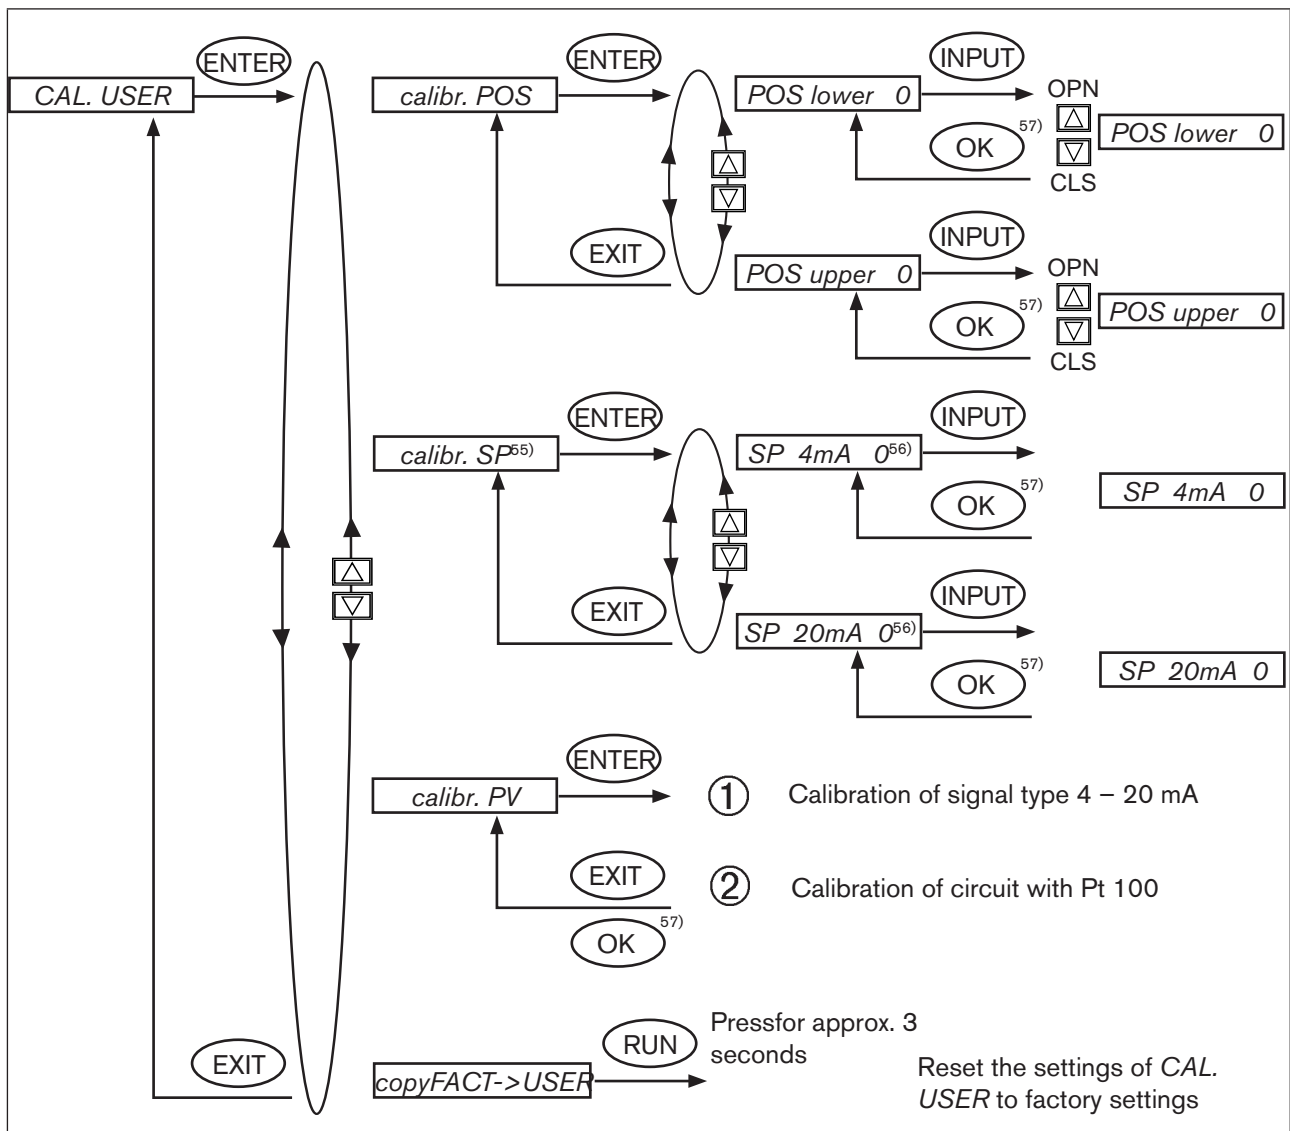 ENTER
CAL. USER
ENTER
calibr. POS
EXIT
INPUT
POS lower 0
OK 57)
OPN
CLS
POS lower 0
INPUT
POS upper 0
OK 57)
OPN
CLS
POS upper 0
ENTER
calibr. SP55)
EXIT
INPUT
SP 4mA 056)
OK 57)
SP 4mA 0
INPUT
SP 20mA 056)
OK 57)
SP 20mA 0
ENTER
calibr. PV
1 Calibration of signal type 4 – 20 mA
EXIT
2 Calibration of circuit with Pt 100
OK 57)
EXIT
copyFACT->USER
RUN
Pressfor approx. 3
seconds
Reset the settings of CAL.
USER to factory settings